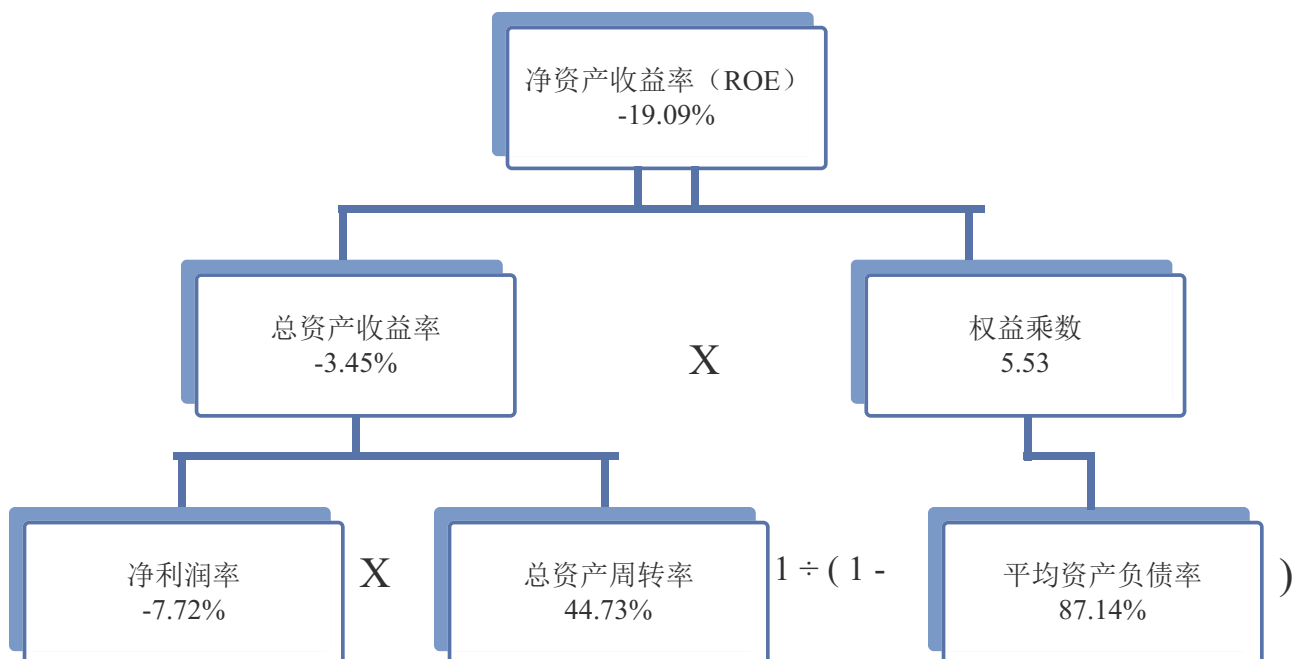 净资产收益率（ROE）
-19.09%
总资产收益率
-3.45%
X
权益乘数
5.53
净利润率
-7.72%
X
总资产周转率
44.73%
1 ÷ ( 1 -
平均资产负债率
87.14%
)